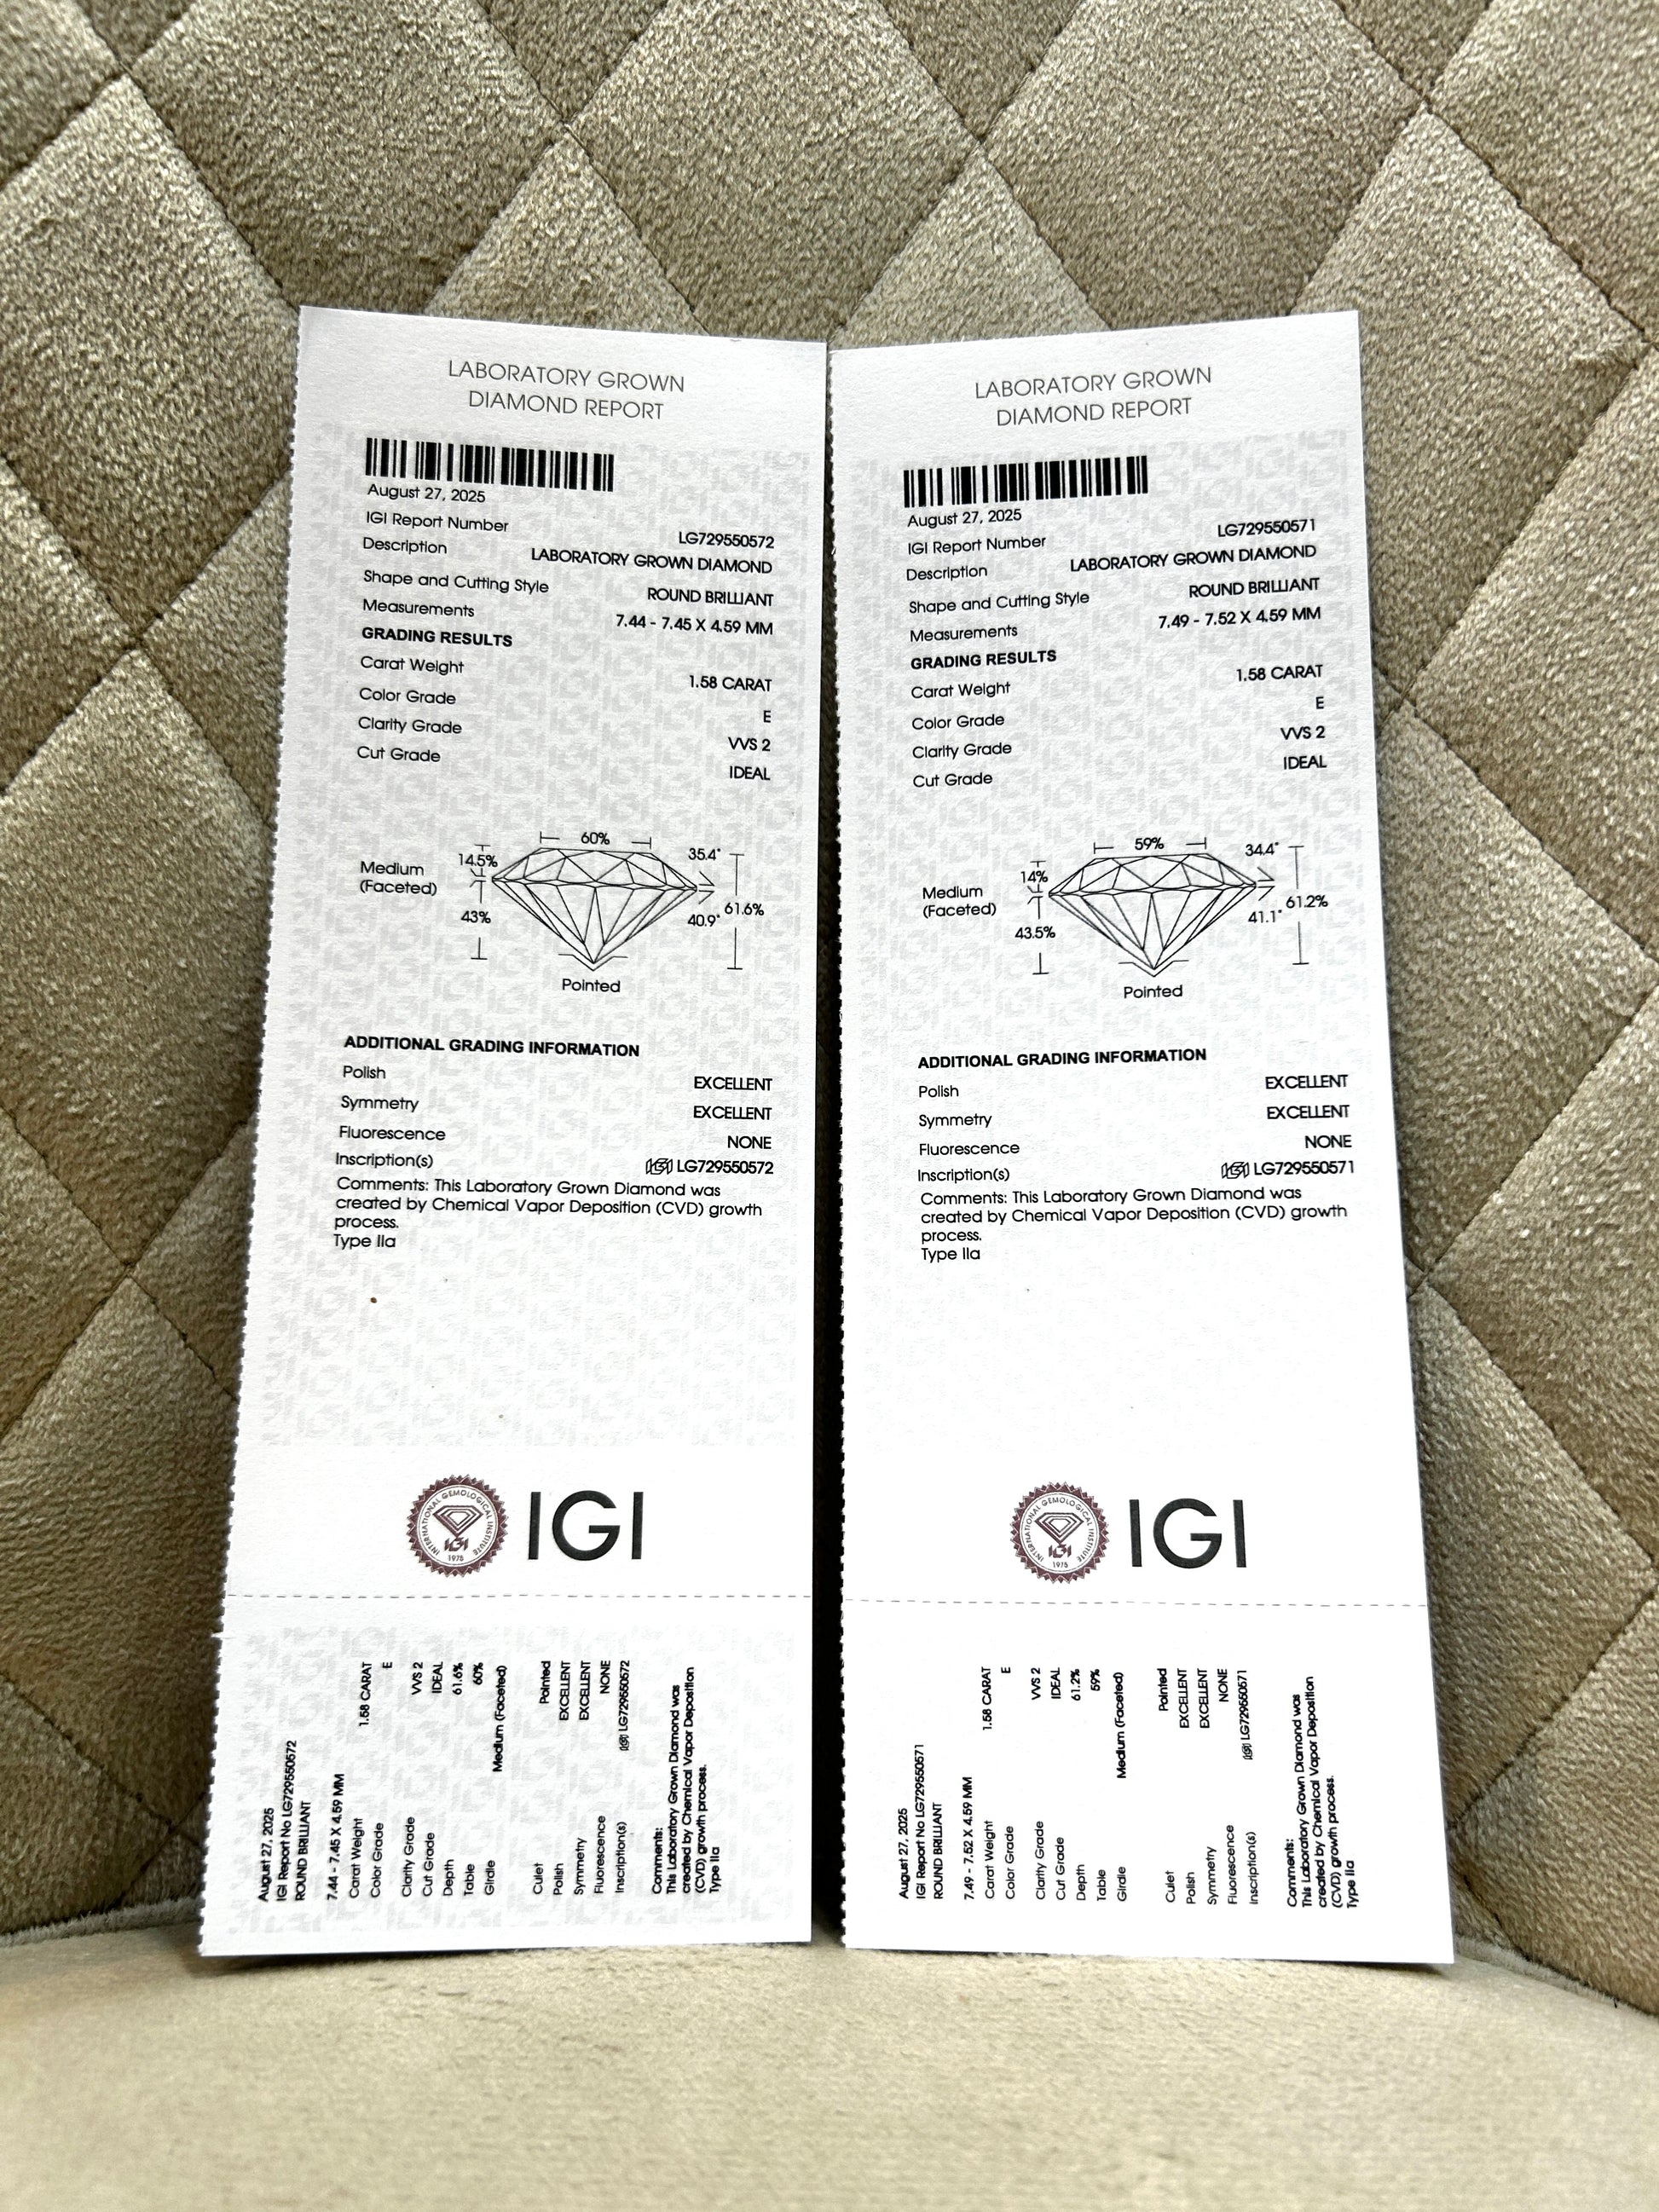 LABORATORY GROWN
DIAMOND REPORT
August 27, 2025
IGI Report Number LG729550572
Description LABORATORY GROWN DIAMOND
Shape and Cutting Style ROUND BRILLIANT
Measurements 7.44 - 7.45 X 4.59 MM
GRADING RESULTS
Carat Weight 1.58 CARAT
Color Grade E
Clarity Grade VVS 2
Cut Grade IDEAL
60%
14.5% 35.4°
Medium
(Faceted)
43% 40.9° 61.6%
Pointed
ADDITIONAL GRADING INFORMATION
Polish EXCELLENT
Symmetry EXCELLENT
Fluorescence NONE
Inscription(s) IGI LG729550572
Comments: This Laboratory Grown Diamond was
created by Chemical Vapor Deposition (CVD) growth
process.
Type IIa
INTERNATIONAL GEMOLOGICAL INSTITUTE
IGI
1975
IGI
August 27, 2025
IGI Report No LG729550572
ROUND BRILLIANT
7.44 - 7.45 X 4.59 MM
Carat Weight 1.58 CARAT
Color Grade E
Clarity Grade VVS 2
Cut Grade IDEAL
Depth 61.6%
Table 60%
Girdle Medium (Faceted)
Culet Pointed
Polish EXCELLENT
Symmetry EXCELLENT
Fluorescence NONE
Inscription(s) IGI LG729550572
Comments:
This Laboratory Grown Diamond was
created by Chemical Vapor Deposition
(CVD) growth process.
Type IIa
LABORATORY GROWN
DIAMOND REPORT
August 27, 2025
IGI Report Number LG729550571
Description LABORATORY GROWN DIAMOND
Shape and Cutting Style ROUND BRILLIANT
Measurements 7.49 - 7.52 X 4.59 MM
GRADING RESULTS
Carat Weight 1.58 CARAT
Color Grade E
Clarity Grade VVS 2
Cut Grade IDEAL
59%
14% 34.4°
Medium
(Faceted)
43.5% 41.1° 61.2%
Pointed
ADDITIONAL GRADING INFORMATION
Polish EXCELLENT
Symmetry EXCELLENT
Fluorescence NONE
Inscription(s) IGI LG729550571
Comments: This Laboratory Grown Diamond was
created by Chemical Vapor Deposition (CVD) growth
process.
Type IIa
INTERNATIONAL GEMOLOGICAL INSTITUTE
IGI
1975
IGI
August 27, 2025
IGI Report No LG729550571
ROUND BRILLIANT
7.49 - 7.52 X 4.59 MM
Carat Weight 1.58 CARAT
Color Grade E
Clarity Grade VVS 2
Cut Grade IDEAL
Depth 61.2%
Table 59%
Girdle Medium (Faceted)
Culet Pointed
Polish EXCELLENT
Symmetry EXCELLENT
Fluorescence NONE
Inscription(s) IGI LG729550571
Comments:
This Laboratory Grown Diamond was
created by Chemical Vapor Deposition
(CVD) growth process.
Type IIa